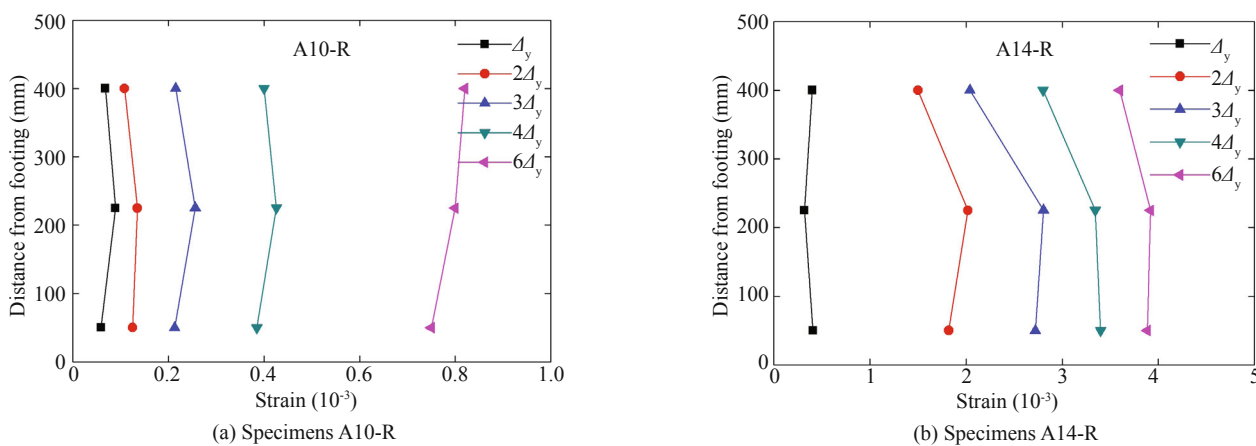 500
400
300
200
100
0
Distance from footing (mm)
A10-R
Δy
2Δy
3Δy
4Δy
6Δy
0 0.2 0.4 0.6 0.8 1.0
Strain (10-3)
(a) Specimens A10-R
500
400
300
200
100
0
Distance from footing (mm)
A14-R
Δy
2Δy
3Δy
4Δy
6Δy
1 2 3 4 5
Strain (10-3)
(b) Specimens A14-R